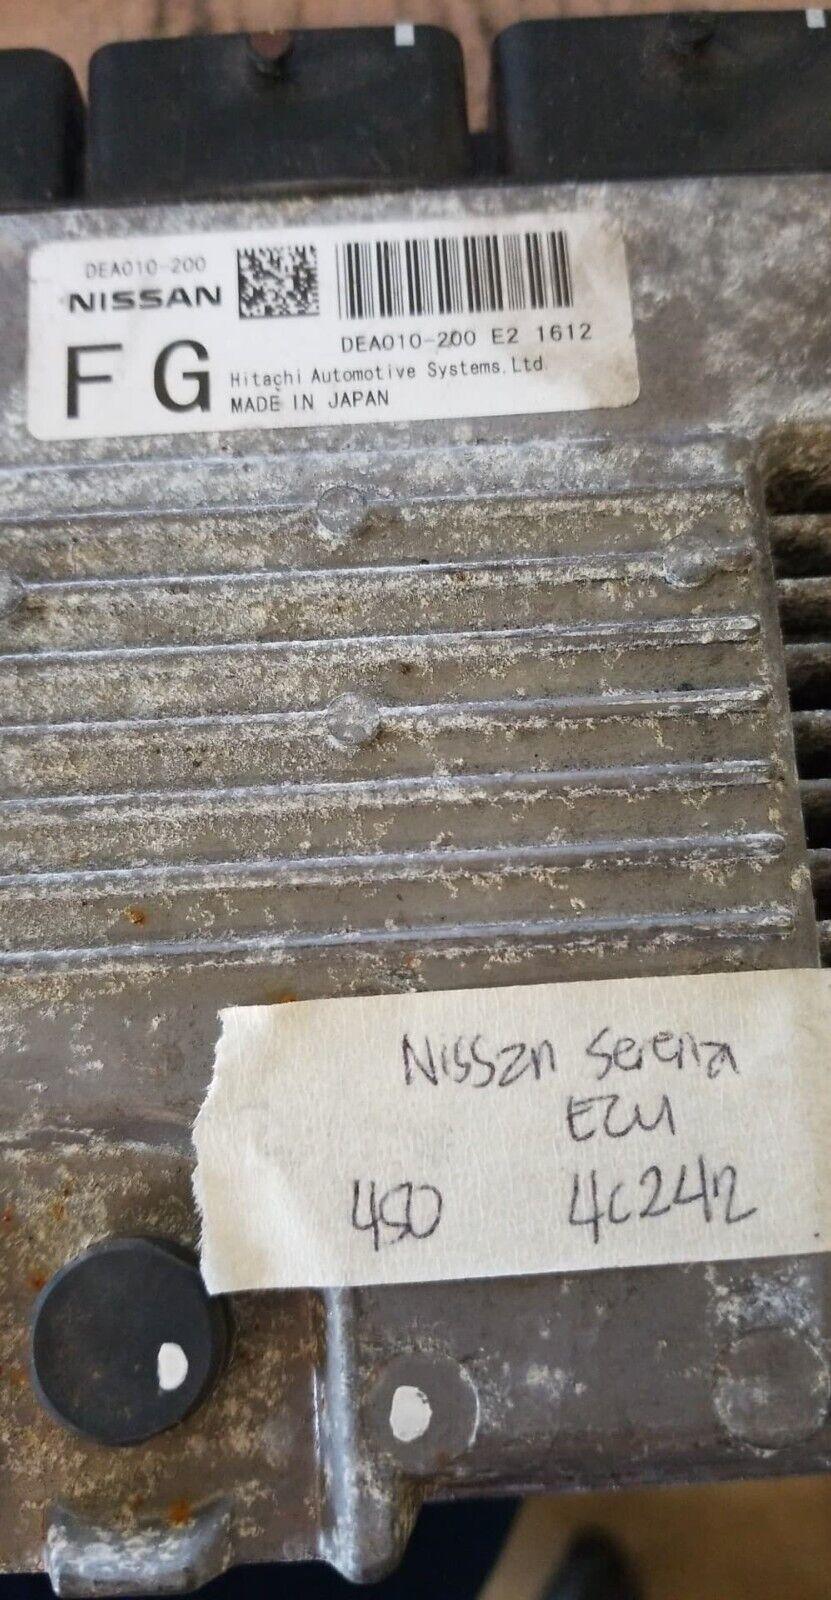 DEA010-200
NISSAN
DEA010-200 E2 1612
F G
Hitachi Automotive Systems,Ltd.
MADE IN JAPAN
Nissan Serena
ECU
450 4C242